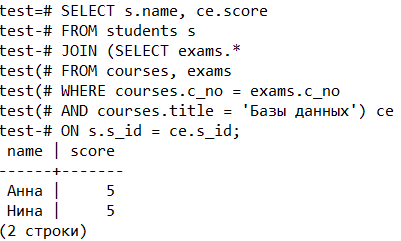 test=# SELECT s.name, ce.score
test-# FROM students s
test-# JOIN (SELECT exams.*
test(# FROM courses, exams
test(# WHERE courses.c_no = exams.c_no
test(# AND courses.title = 'Базы данных') ce
test-# ON s.s_id = ce.s_id;
 name | score
------+-------
 Анна |     5
 Нина |     5
(2 строки)